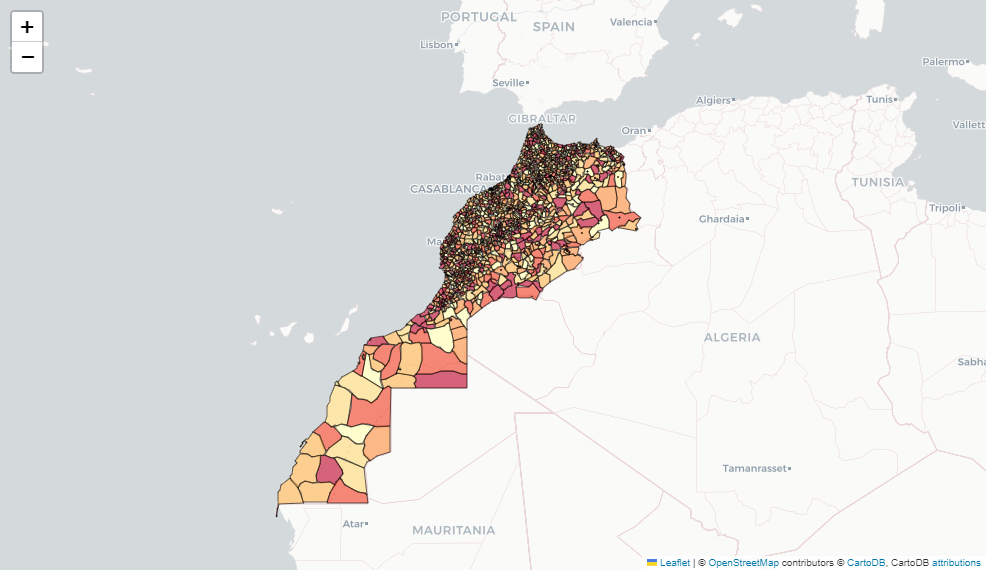 +
−
PORTUGAL
SPAIN
Valencia
Lisbon
Palermo
Seville
Algiers
Tunis
GIBRALTAR
Vallett
Oran
Rabat
TUNISIA
CASABLANCA
Tripoli
Ghardaia
Ma
ALGERIA
Sabha
Tamanrasset
Atar
MAURITANIA
Leaflet | © OpenStreetMap contributors © CartoDB, CartoDB attributions